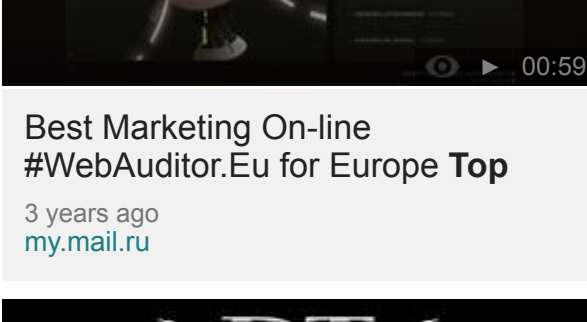 00:59
Best Marketing On-line
#WebAuditor.Eu for Europe Top
3 years ago
my.mail.ru